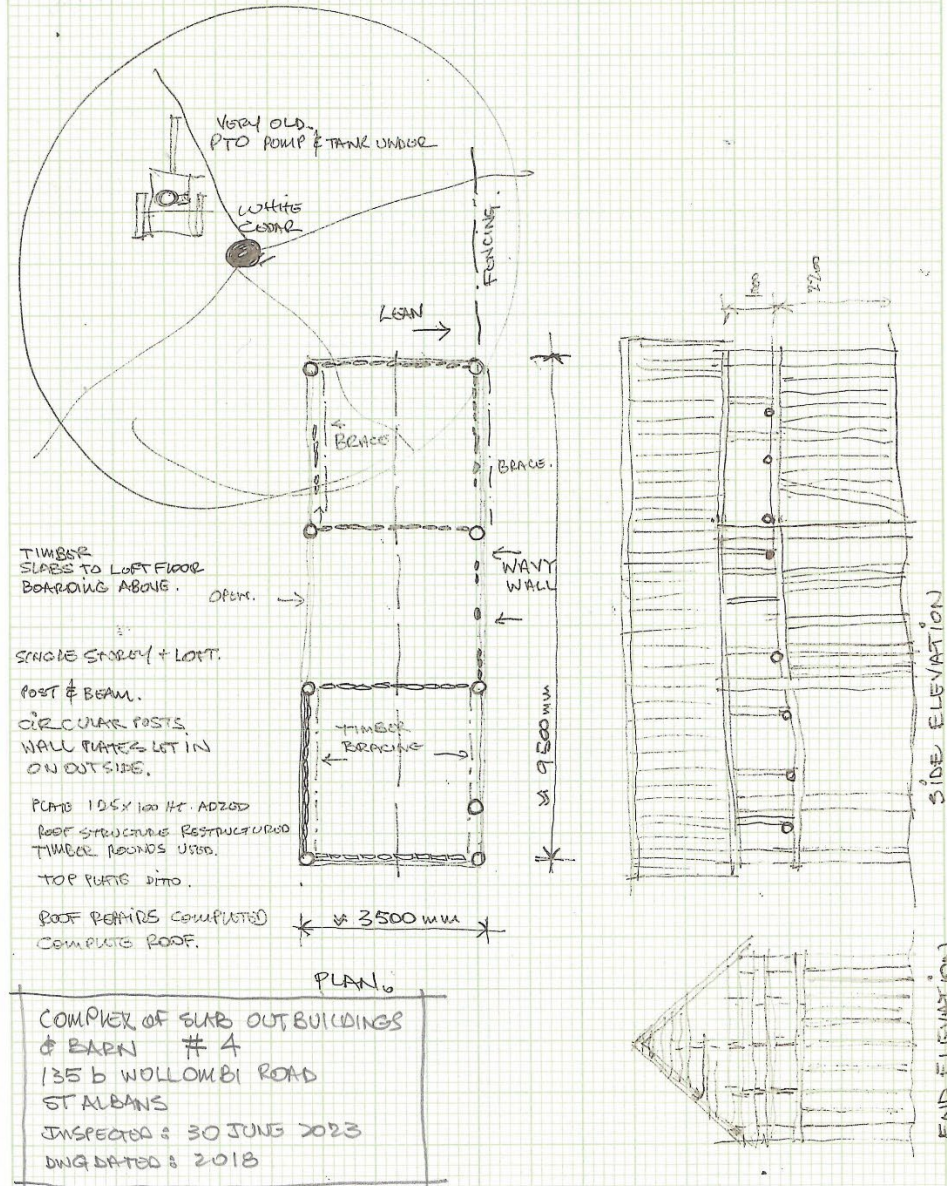 VERY OLD.
PTO PUMP & TANK UNDER
WHITE
CEDAR
FENCING.
LEAN
BRACE
BRACE.
TIMBER
SLABS TO LOFT FLOOR
BOARDING ABOVE.
OPEN.
WAVY
WALL
SINGLE STOREY + LOFT.
POST & BEAM.
CIRCULAR POSTS
WALL PLATES LET IN
ON OUTSIDE.
TIMBER
BRACING
≈ 9500mm
PLATE 125 x 100 HT. ADZED
ROOF STRUCTURE RESTRUCTURED
TIMBER ROUNDS USED.
TOP PLATE DITTO.
ROOF REPAIRS COMPLETED
COMPLETE ROOF.
≈ 3500 mm
PLAN.
2200
SIDE ELEVATION
END ELEVATION
COMPLEX OF SLAB OUTBUILDINGS
& BARN # 4
135 b WOLLOMBI ROAD
ST ALBANS
INSPECTED : 30 JUNE 2023
DWG DATED : 2018